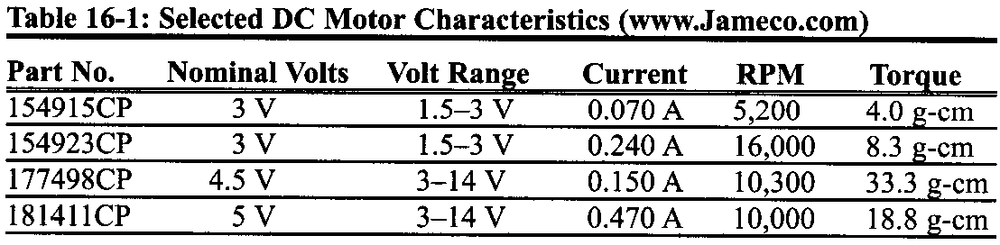 Table 16-1: Selected DC Motor Characteristics (www.Jameco.com)
Part No. Nominal Volts Volt Range Current RPM Torque
154915CP 3 V 1.5–3 V 0.070 A 5,200 4.0 g-cm
154923CP 3 V 1.5–3 V 0.240 A 16,000 8.3 g-cm
177498CP 4.5 V 3–14 V 0.150 A 10,300 33.3 g-cm
181411CP 5 V 3–14 V 0.470 A 10,000 18.8 g-cm